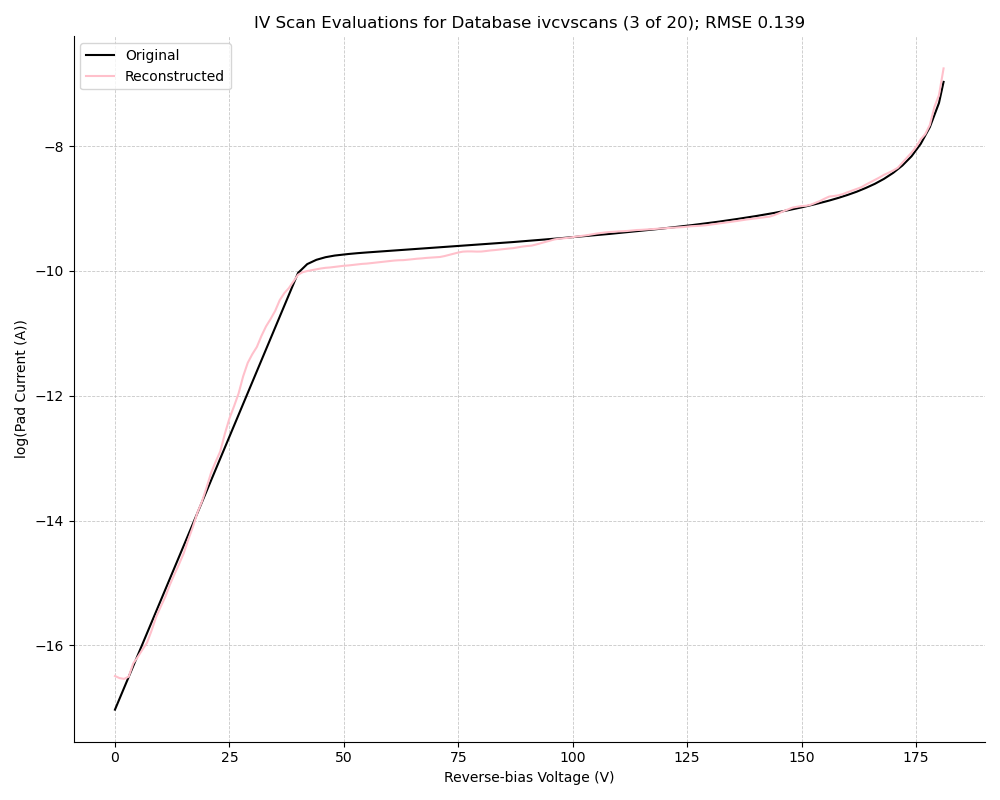 IV Scan Evaluations for Database ivcvscans (3 of 20); RMSE 0.139
Original
Reconstructed
log(Pad Current (A))
−8
−10
−12
−14
−16
0 25 50 75 100 125 150 175
Reverse-bias Voltage (V)